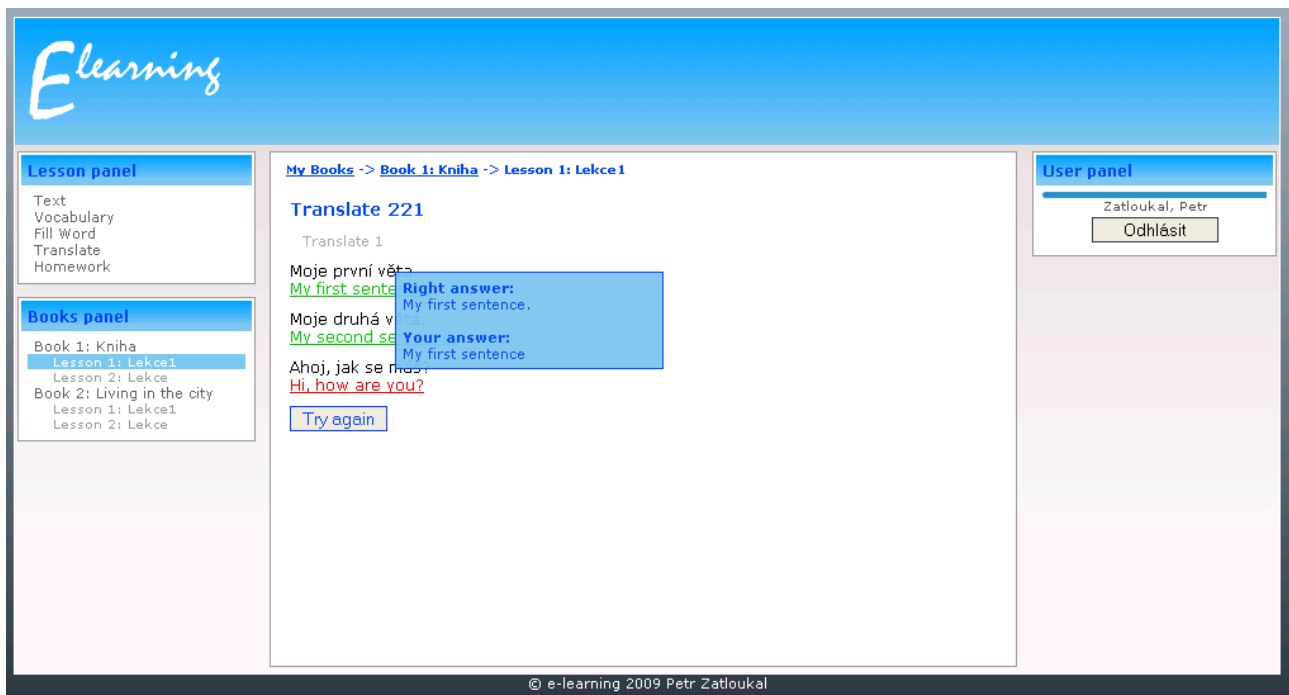 Elearning
Lesson panel
Text
Vocabulary
Fill Word
Translate
Homework
Books panel
Book 1: Kniha
Lesson 1: Lekce1
Lesson 2: Lekce
Book 2: Living in the city
Lesson 1: Lekce1
Lesson 2: Lekce
My Books -> Book 1: Kniha -> Lesson 1: Lekce1
Translate 221
Translate 1
Moje první věta.
My first sente
Moje druhá věta.
My second se
Ahoj, jak se máš?
Hi, how are you?
Try again
Right answer:
My first sentence.
Your answer:
My first sentence
User panel
Zatloukal, Petr
Odhlásit
© e-learning 2009 Petr Zatloukal